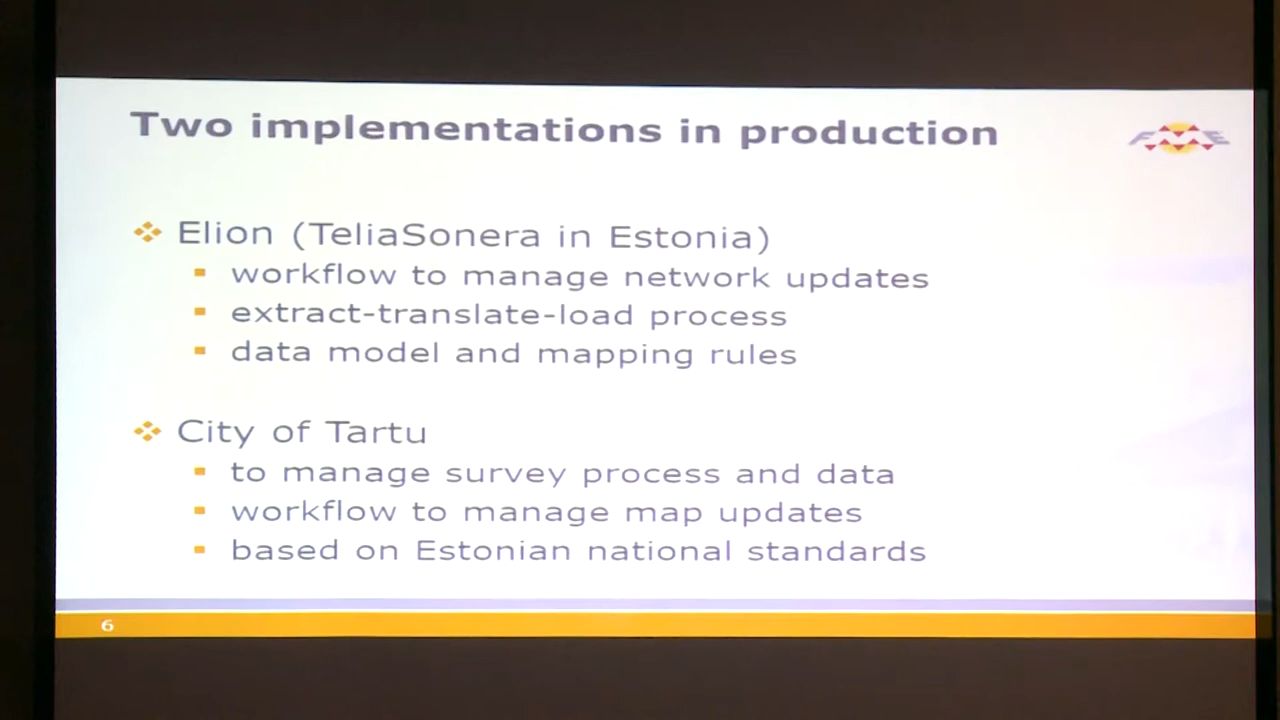 Two implementations in production
FME
Elion (TeliaSonera in Estonia)
workflow to manage network updates
extract-translate-load process
data model and mapping rules
City of Tartu
to manage survey process and data
workflow to manage map updates
based on Estonian national standards
6